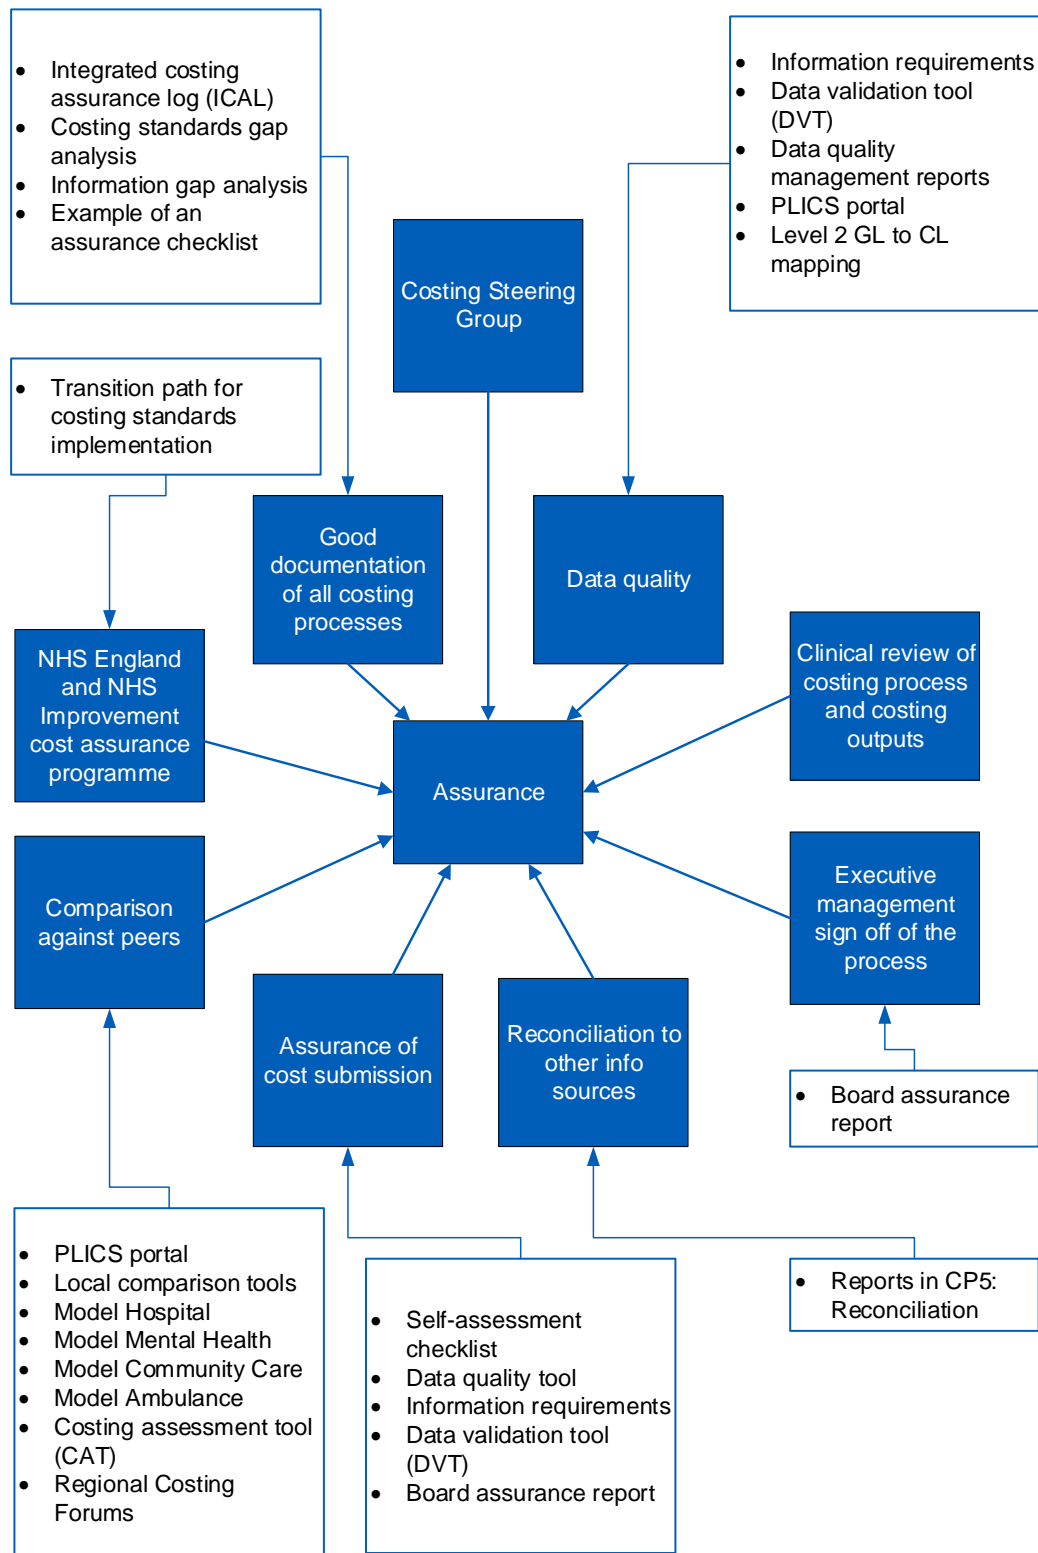 • Integrated costing
assurance log (ICAL)
• Costing standards gap
analysis
• Information gap analysis
• Example of an
assurance checklist
• Information requirements
• Data validation tool
(DVT)
• Data quality
management reports
• PLICS portal
• Level 2 GL to CL
mapping
Costing Steering
Group
• Transition path for
costing standards
implementation
Good
documentation
of all costing
processes
Data quality
NHS England
and NHS
Improvement
cost assurance
programme
Clinical review of
costing process
and costing
outputs
Assurance
Comparison
against peers
Executive
management
sign off of the
process
Assurance of
cost submission
Reconciliation to
other info
sources
• Board assurance
report
• PLICS portal
• Local comparison tools
• Model Hospital
• Model Mental Health
• Model Community Care
• Model Ambulance
• Costing assessment tool
(CAT)
• Regional Costing
Forums
• Self-assessment
checklist
• Data quality tool
• Information requirements
• Data validation tool
(DVT)
• Board assurance report
• Reports in CP5:
Reconciliation